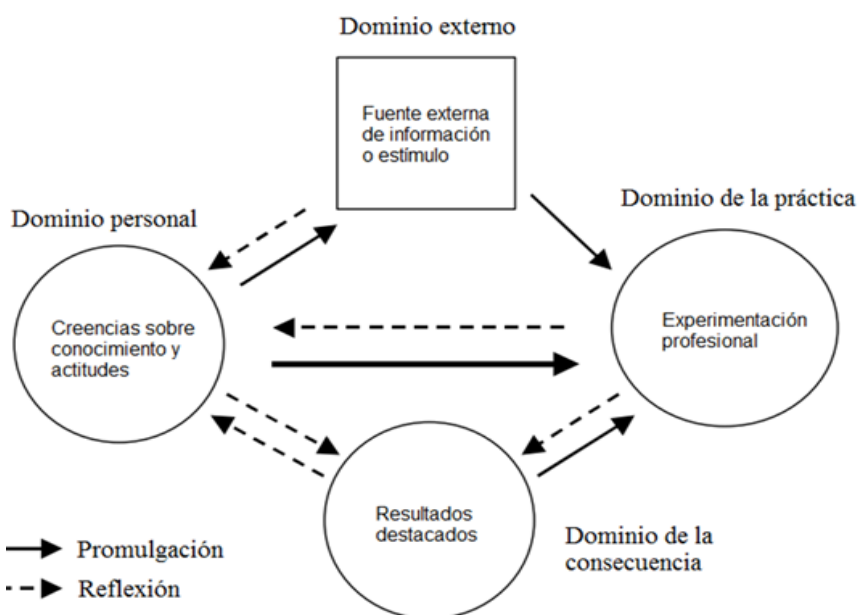 Dominio externo
Fuente externa
de información
o estímulo
Dominio personal
Dominio de la práctica
Creencias sobre
conocimiento y
actitudes
Experimentación
profesional
Resultados
destacados
Dominio de la
consecuencia
Promulgación
Reflexión